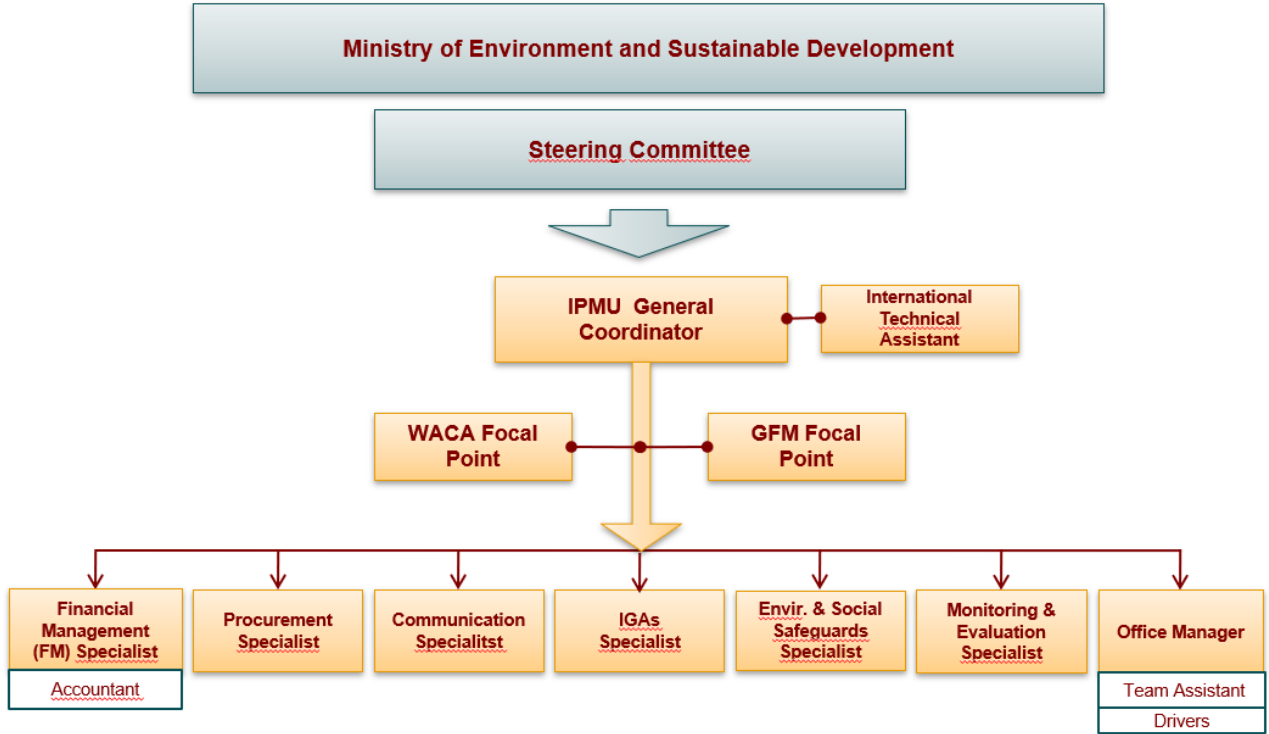 Ministry of Environment and Sustainable Development
Steering Committee
IPMU General
Coordinator
International
Technical
Assistant
WACA Focal
Point
GFM Focal
Point
Financial
Management
(FM) Specialist
Accountant
Procurement
Specialist
Communication
Specialitst
IGAs
Specialist
Envir. & Social
Safeguards
Specialist
Monitoring &
Evaluation
Specialist
Office Manager
Team Assistant
Drivers